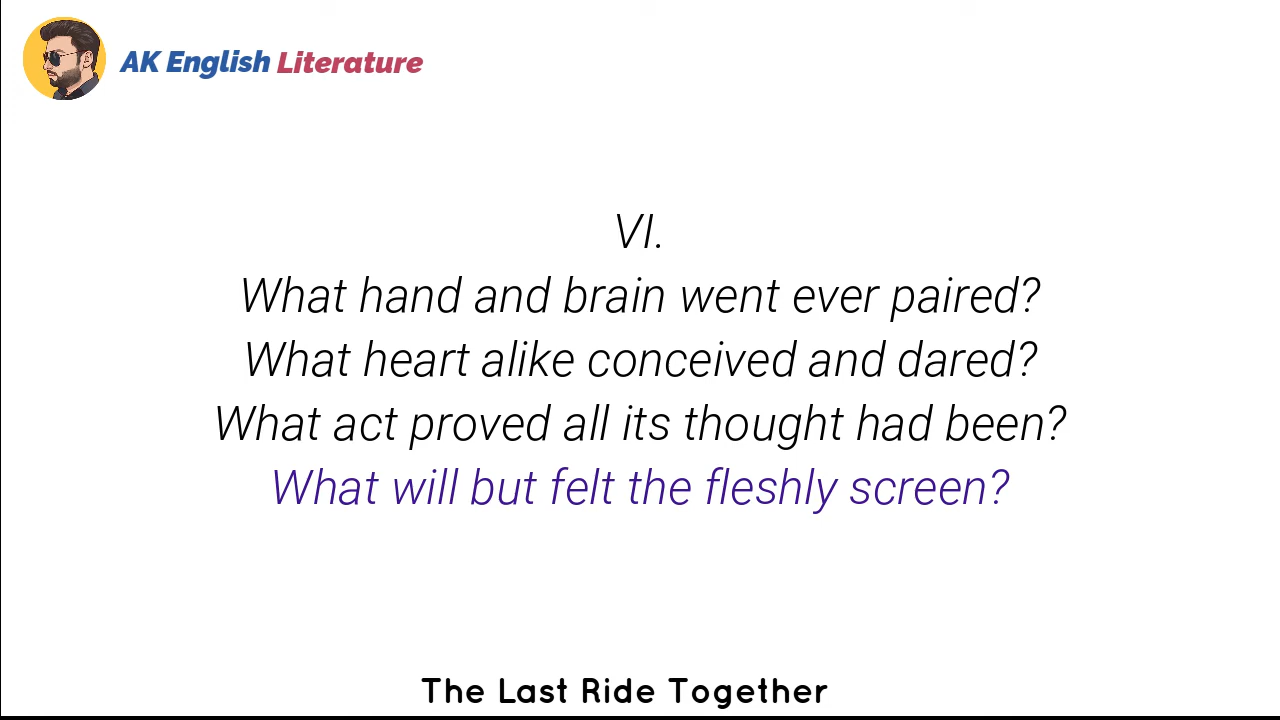 AK English Literature
VI.
What hand and brain went ever paired?
What heart alike conceived and dared?
What act proved all its thought had been?
What will but felt the fleshly screen?
The Last Ride Together